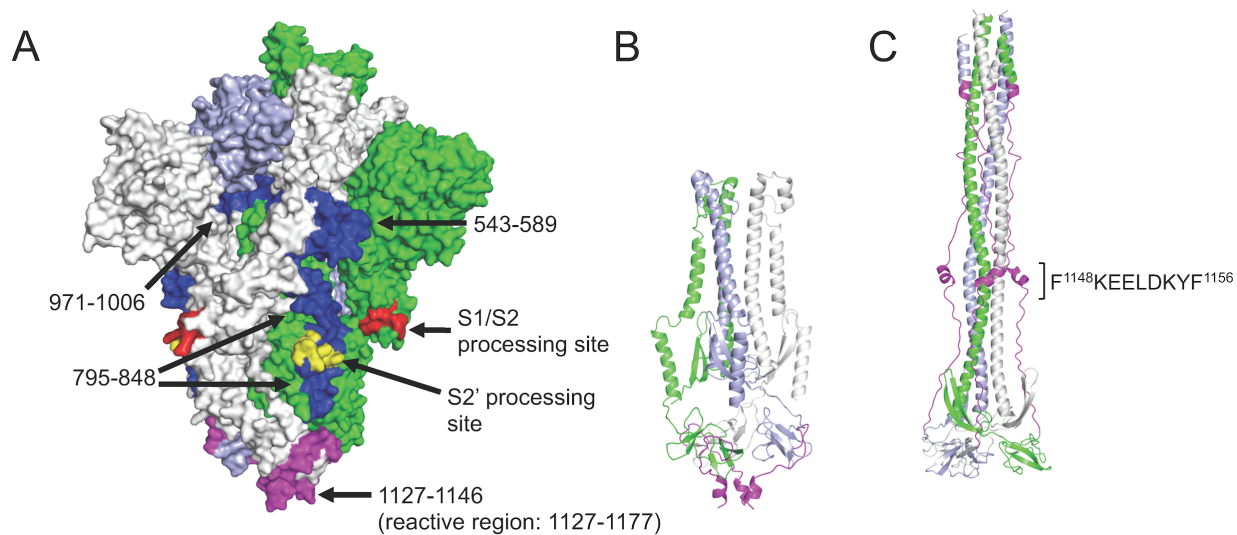 A
B
C
543-589
971-1006
S1/S2
processing site
795-848
S2’ processing
site
F¹¹⁴⁸KEELDKYF¹¹⁵⁶
1127-1146
(reactive region: 1127-1177)